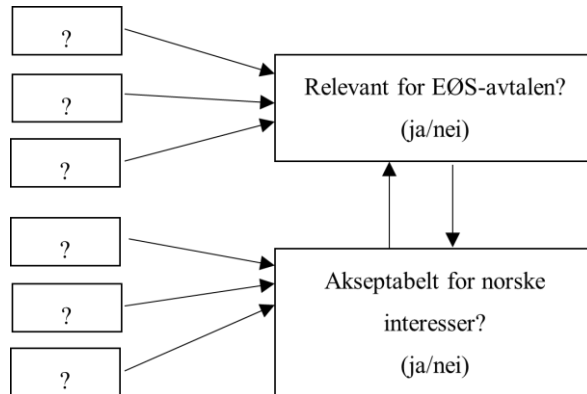 ?
?
?
Relevant for EØS-avtalen?
(ja/nei)
?
?
?
Akseptabelt for norske
interesser?
(ja/nei)